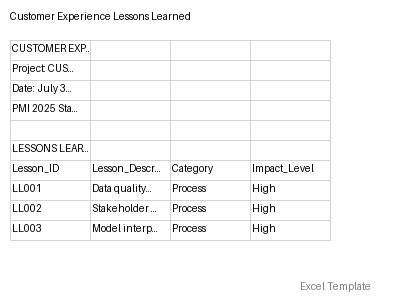 Customer Experience Lessons Learned
CUSTOMER EXP..
Project: CUS...
Date: July 3...
PMI 2025 Sta...
LESSONS LEAR..
Lesson_ID Lesson_Descr... Category Impact_Level
LL001 Data quality... Process High
LL002 Stakeholder ... Process High
LL003 Model interp... Process High
Excel Template